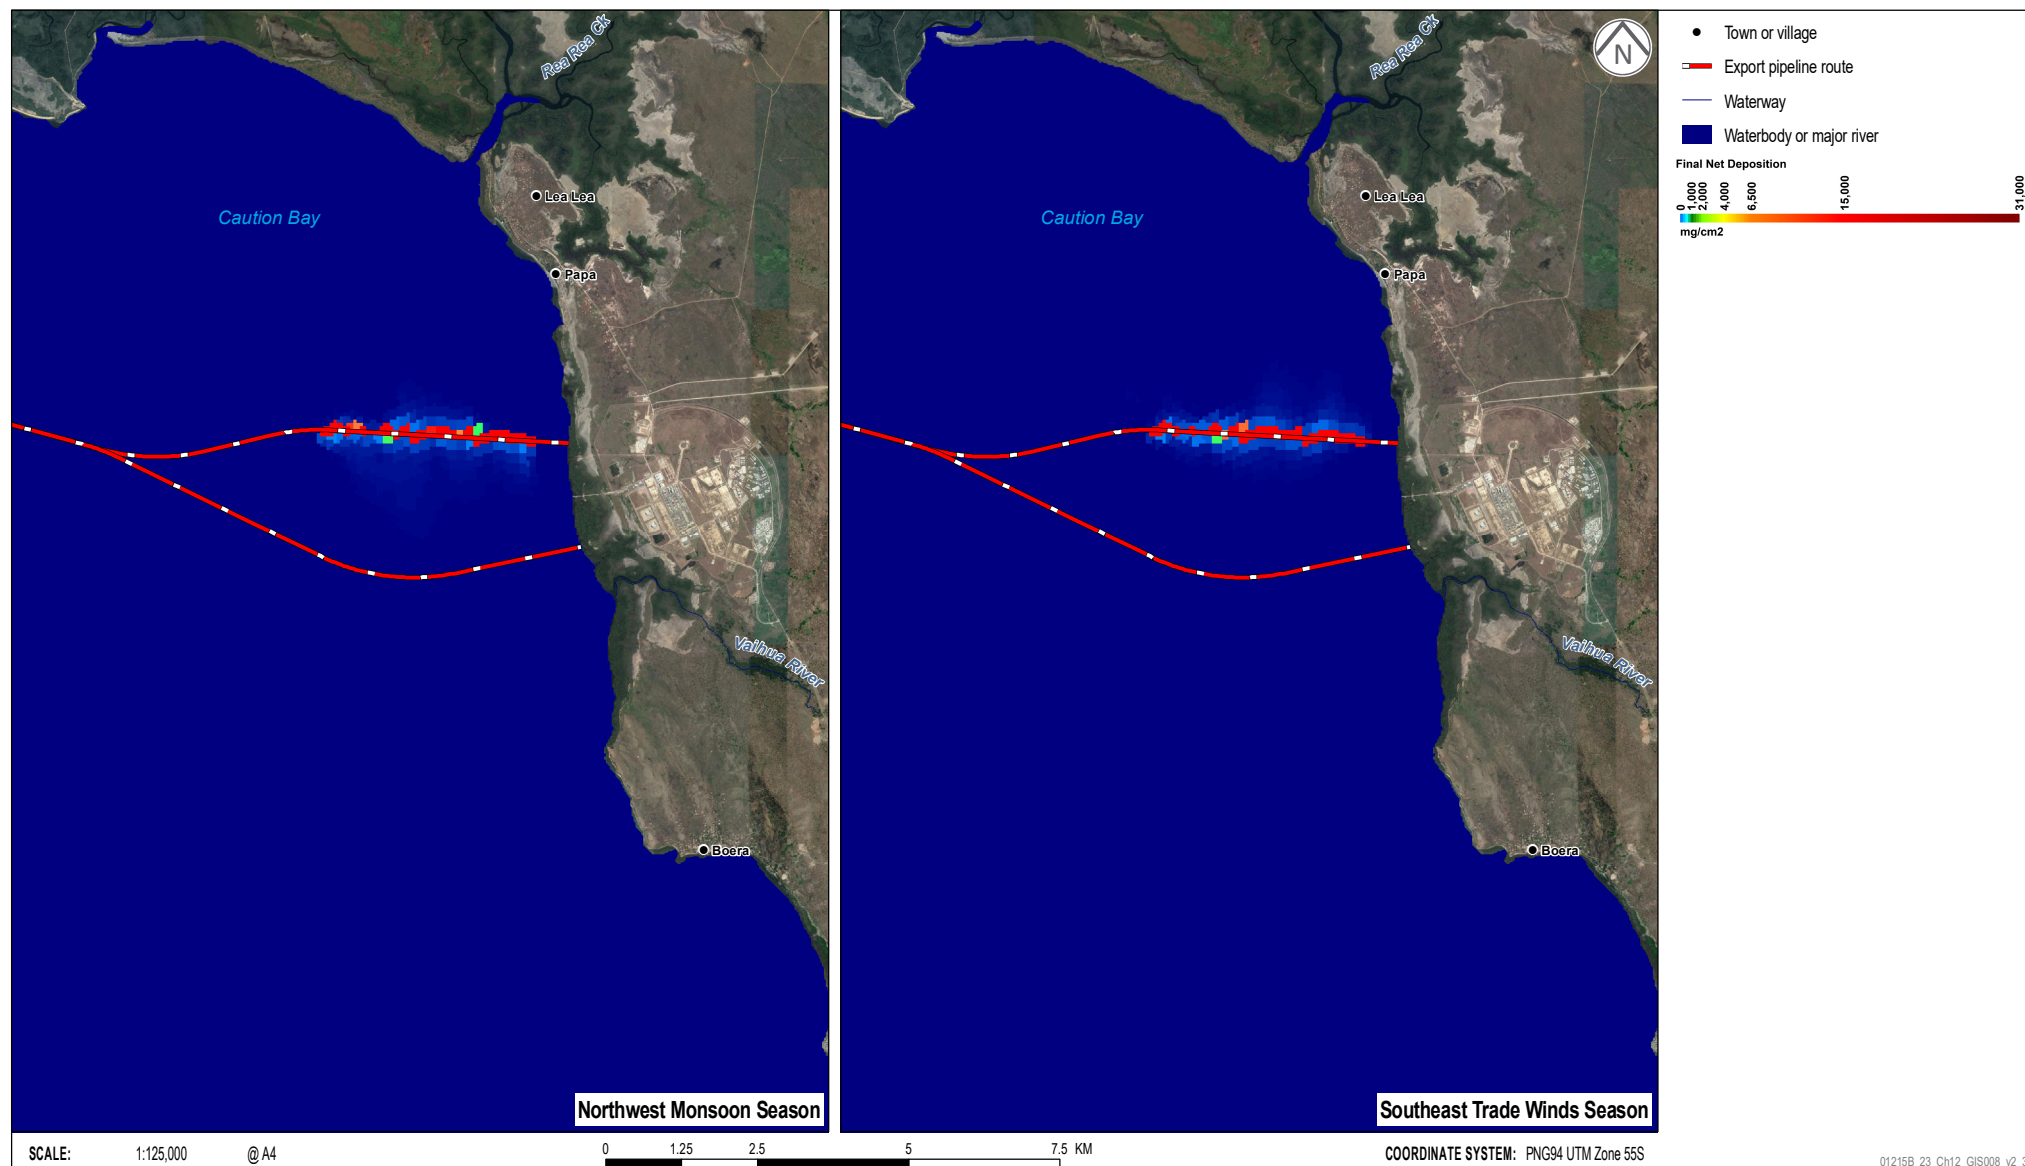 Rea Rea Ck
Lea Lea
Caution Bay
Papa
Vaihua River
Boera
Northwest Monsoon Season
Rea Rea Ck
N
Lea Lea
Caution Bay
Papa
Vaihua River
Boera
Southeast Trade Winds Season
Town or village
Export pipeline route
Waterway
Waterbody or major river
Final Net Deposition
0 1,000 2,000 4,000 6,500 15,000 31,000
mg/cm2
SCALE: 1:125,000 @ A4
0 1.25 2.5 5 7.5 KM
COORDINATE SYSTEM: PNG94 UTM Zone 55S
01215B_23_Ch12_GIS008_v2_3